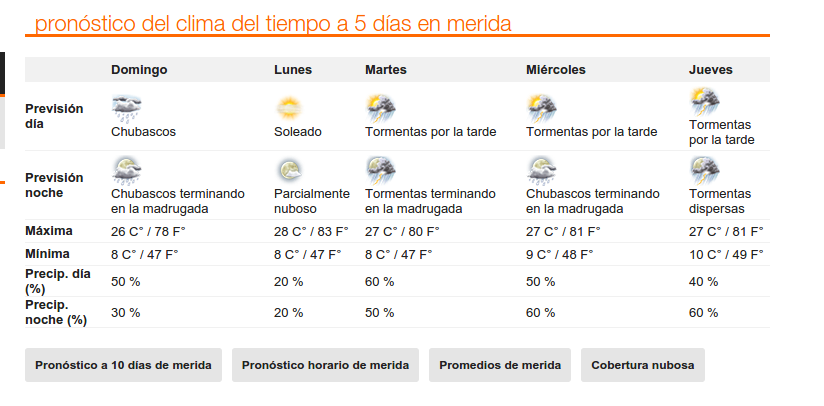 pronóstico del clima del tiempo a 5 días en merida
Domingo Lunes Martes Miércoles Jueves
Previsión día
Chubascos Soleado Tormentas por la tarde Tormentas por la tarde Tormentas por la tarde
Previsión noche
Chubascos terminando en la madrugada Parcialmente nuboso Tormentas terminando en la madrugada Chubascos terminando en la madrugada Tormentas dispersas
Máxima 26 C° / 78 F° 28 C° / 83 F° 27 C° / 80 F° 27 C° / 81 F° 27 C° / 81 F°
Mínima 8 C° / 47 F° 8 C° / 47 F° 8 C° / 47 F° 9 C° / 48 F° 10 C° / 49 F°
Precip. día (%) 50 % 20 % 60 % 50 % 40 %
Precip. noche (%) 30 % 20 % 50 % 60 % 60 %
Pronóstico a 10 días de merida Pronóstico horario de merida Promedios de merida Cobertura nubosa